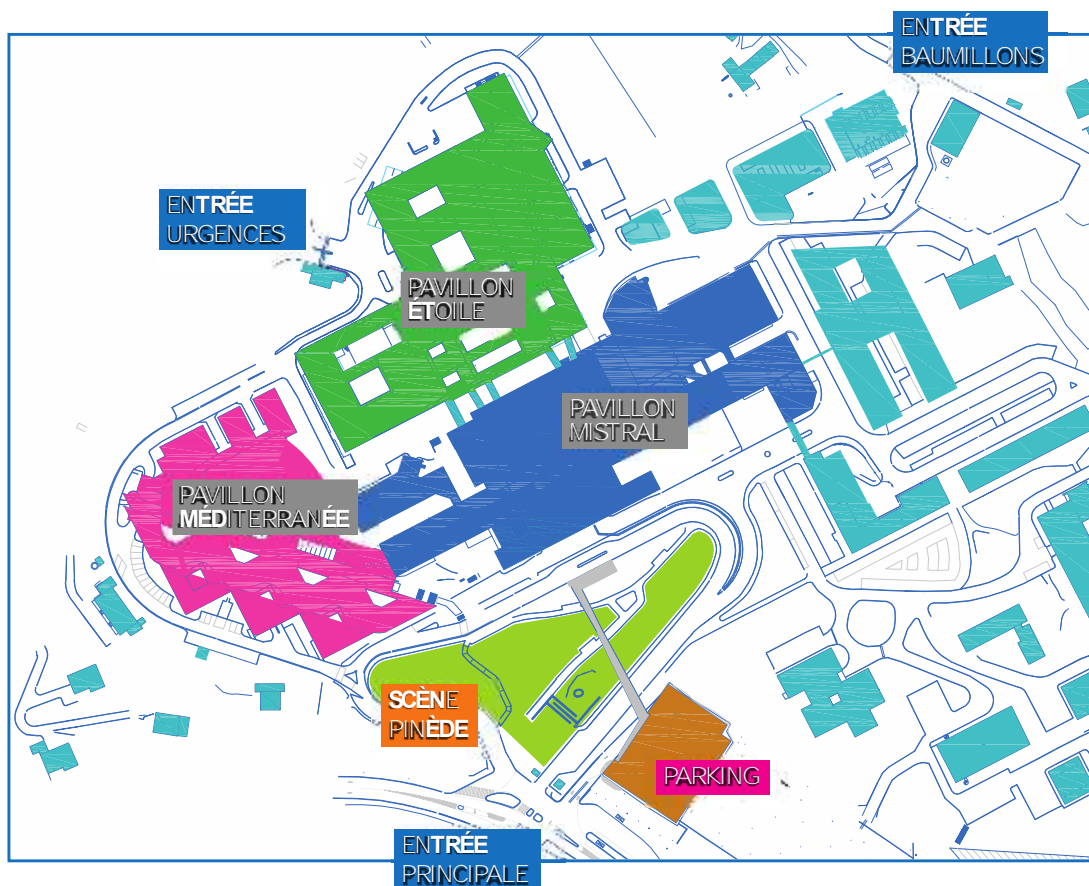 ENTRÉE
BAUMILLONS
ENTRÉE
URGENCES
PAVILLON
ÉTOILE
PAVILLON
MISTRAL
PAVILLON
MÉDITERRANÉE
SCÈNE
PINÈDE
PARKING
ENTRÉE
PRINCIPALE